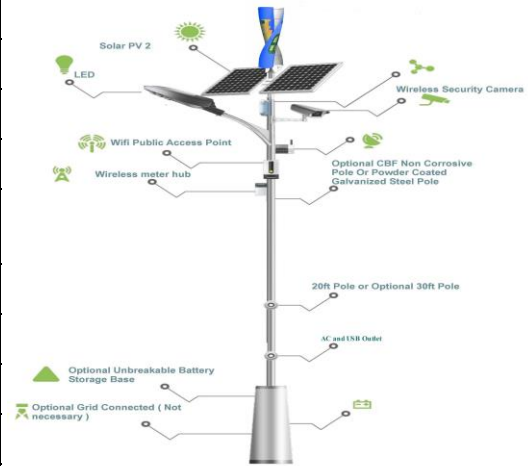 Solar PV 2
LED
Wireless Security Camera
Wifi Public Access Point
Wireless meter hub
Optional CBF Non Corrosive
Pole Or Powder Coated
Galvanized Steel Pole
20ft Pole or Optional 30ft Pole
AC and USB Outlet
Optional Unbreakable Battery
Storage Base
Optional Grid Connected ( Not
necessary )